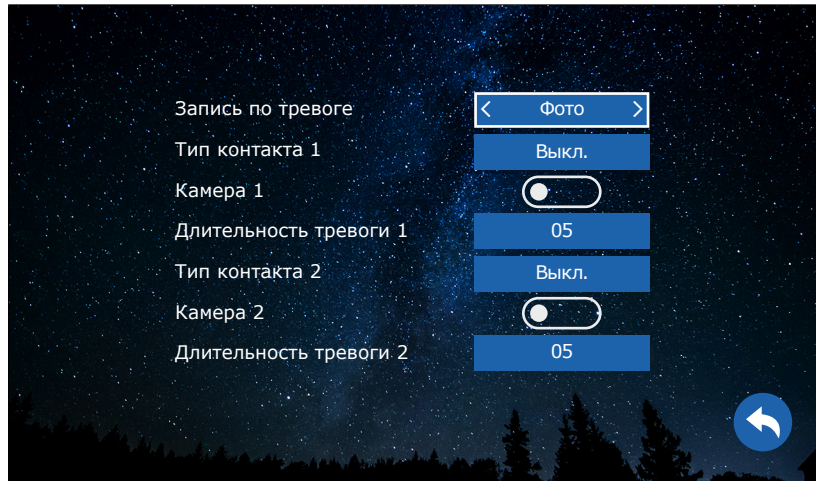 Запись по тревоге Фото
Тип контакта 1 Выкл.
Камера 1
Длительность тревоги 1 05
Тип контакта 2 Выкл.
Камера 2
Длительность тревоги 2 05